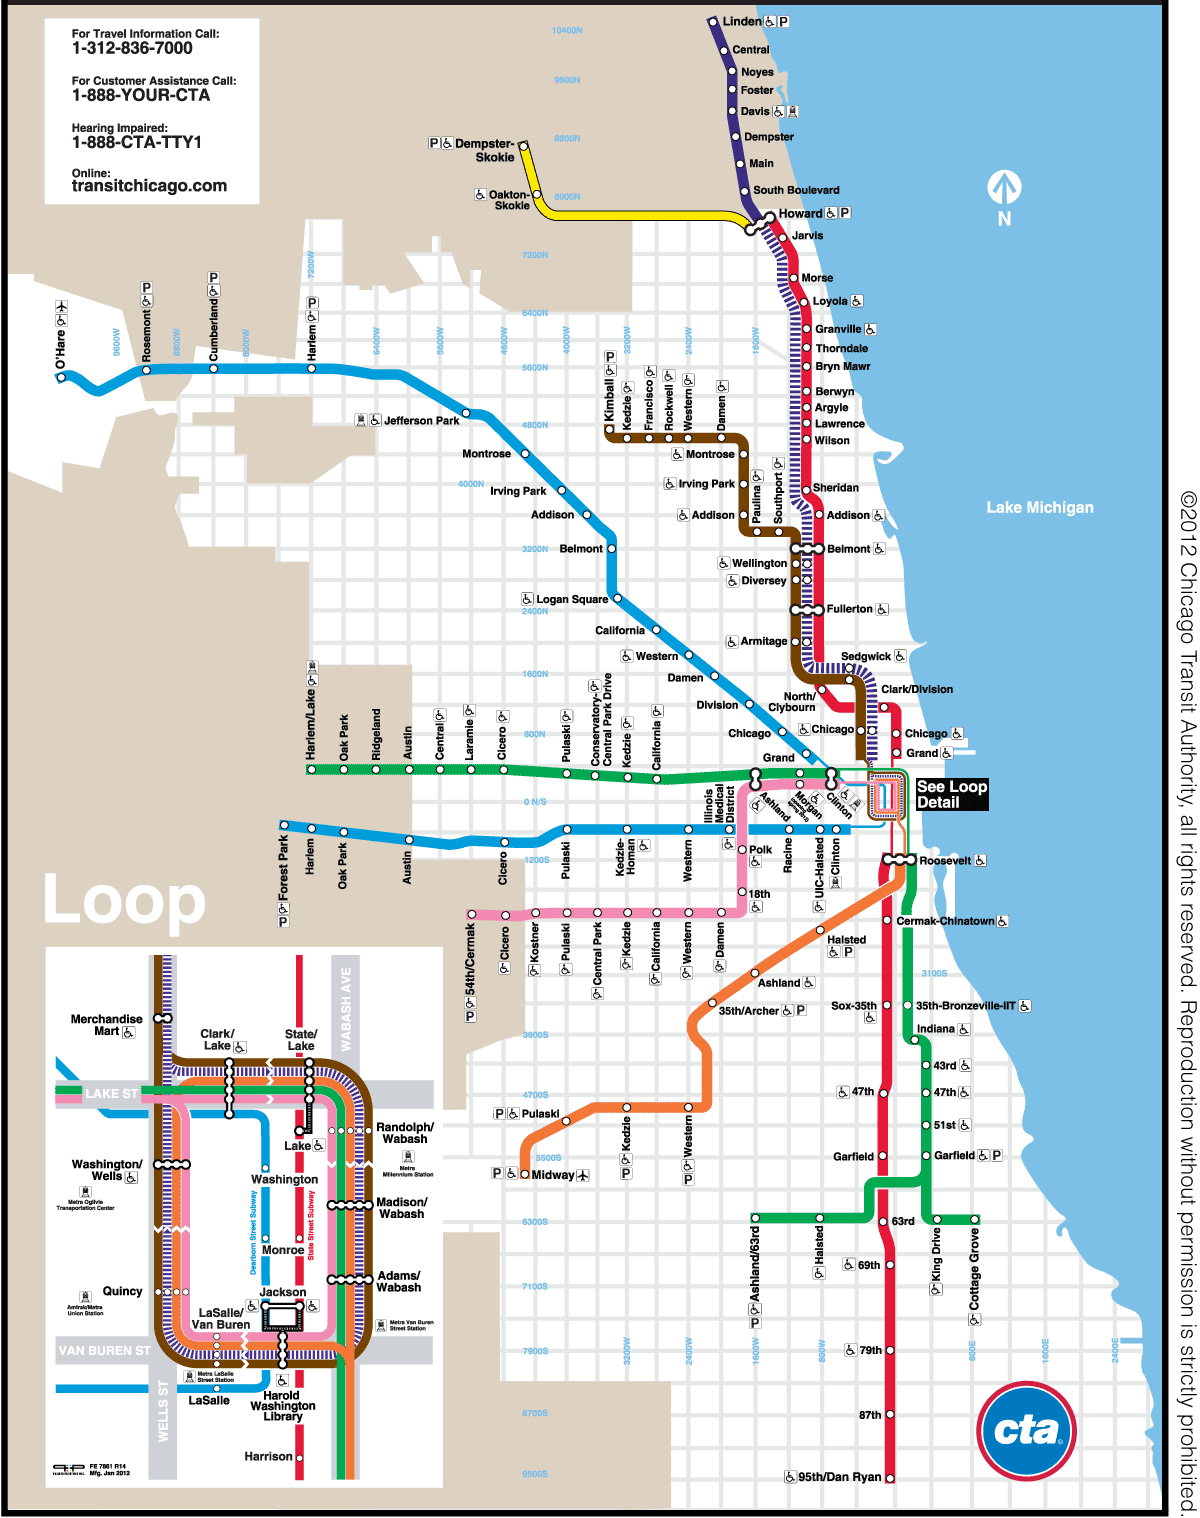 For Travel Information Call:
1-312-836-7000
For Customer Assistance Call:
1-888-YOUR-CTA
Hearing Impaired:
1-888-CTA-TTY1
Online:
transitchicago.com
10400N
9600N
8800N
8000N
7200N
6400N
5600N
4800N
4000N
3200N
2400N
1600N
800N
0 N/S
1200S
3100S
3900S
4700S
5500S
6300S
7100S
7900S
8700S
9500S
9600W
8800W
8000W
7200W
6400W
5600W
4800W
4000W
3200W
2400W
1600W
3200W
2400W
1600W
800W
800E
1600E
2400E
N
Lake Michigan
Linden P
Central
Noyes
Foster
Davis
Dempster
Main
South Boulevard
Howard P
P Dempster-
Skokie
Oakton-
Skokie
Jarvis
Morse
Loyola
Granville
Thorndale
Bryn Mawr
Berwyn
Argyle
Lawrence
Wilson
Sheridan
Addison
Belmont
Fullerton
North/
Clybourn
Clark/Division
Chicago
Grand
O'Hare
Rosemont P
Cumberland P
Harlem P
Jefferson Park
Montrose
Irving Park
Addison
Belmont
Logan Square
California
Western
Damen
Division
Chicago
Grand
Kimball P
Kedzie
Francisco
Rockwell
Western
Damen
Montrose
Irving Park
Addison
Paulina
Southport
Wellington
Diversey
Armitage
Sedgwick
Chicago
Harlem/Lake
Oak Park
Ridgeland
Austin
Central
Laramie
Cicero
Pulaski
Conservatory-
Central Park Drive
Kedzie
California
Ashland
Morgan
Clinton
See Loop
Detail
P Forest Park
Harlem
Oak Park
Austin
Cicero
Pulaski
Kedzie-
Homan
Western
Illinois
Medical
District
Racine
UIC-Halsted
Clinton
Polk
18th
P 54th/Cermak
Cicero
Kostner
Pulaski
Central Park
Kedzie
California
Western
Damen
Roosevelt
Cermak-Chinatown
Halsted
P
Ashland
35th/Archer P
P Pulaski
P Kedzie
P Western
P Midway
Sox-35th
35th-Bronzeville-IIT
Indiana
43rd
47th
47th
51st
Garfield
Garfield P
63rd
P Ashland/63rd
Halsted
King Drive
Cottage Grove
69th
79th
87th
95th/Dan Ryan
cta
Loop
WABASH AVE
LAKE ST
VAN BUREN ST
WELLS ST
Merchandise
Mart
Clark/
Lake
State/
Lake
Lake
Randolph/
Wabash
Metra
Millennium Station
Washington/
Wells
Metra Ogilvie
Transportation Center
Washington
Dearborn Street Subway
State Street Subway
Madison/
Wabash
Monroe
Adams/
Wabash
Quincy
Amtrak/Metra
Union Station
Jackson
LaSalle/
Van Buren
Metra Van Buren
Street Station
Metra LaSalle
Street Station
LaSalle
Harold
Washington
Library
Harrison
FE 7861 R14
Mfg. Jan 2012
©2012 Chicago Transit Authority, all rights reserved. Reproduction without permission is strictly prohibited.